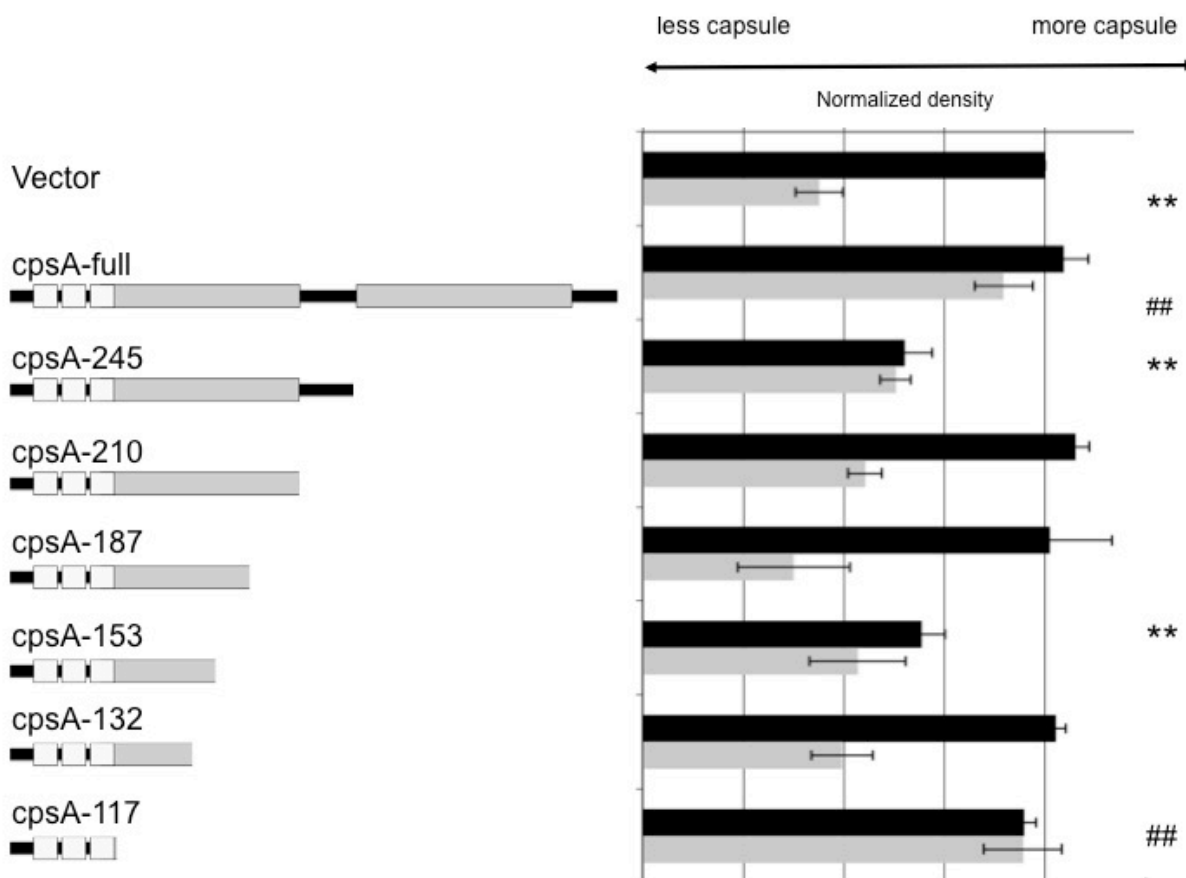 less capsule more capsule
Normalized density
Vector
**
cpsA-full
##
cpsA-245
**
cpsA-210
cpsA-187
cpsA-153
**
cpsA-132
cpsA-117
##